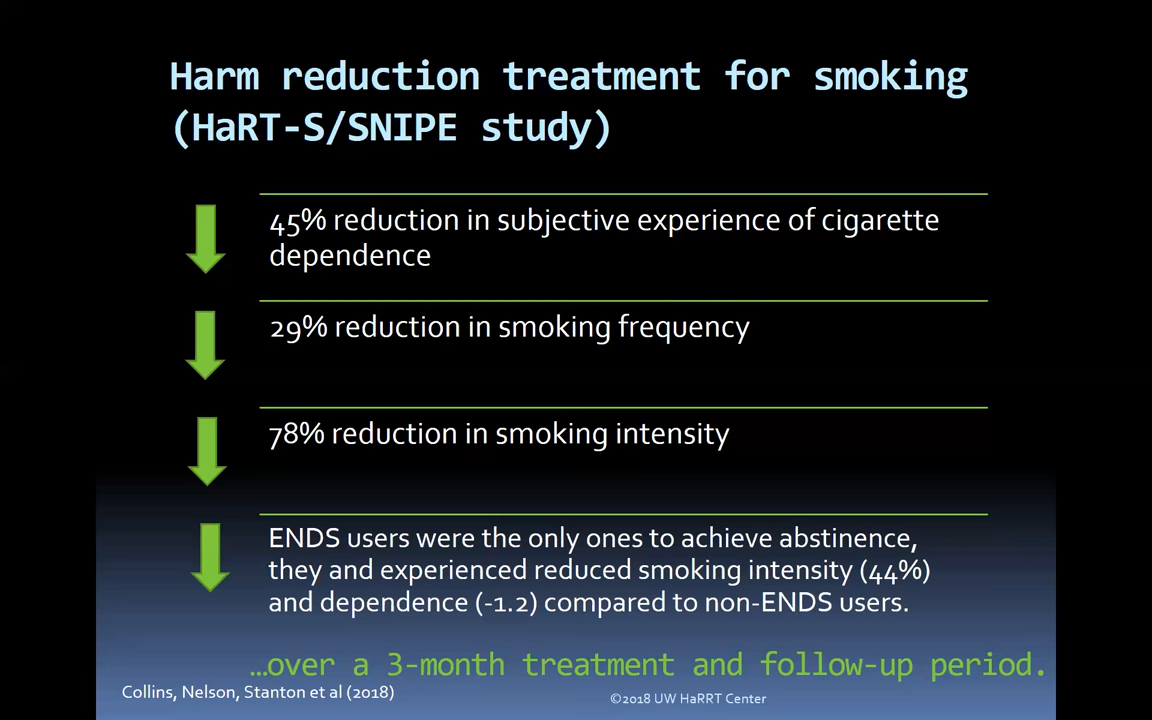 Harm reduction treatment for smoking
(HaRT-S/SNIPE study)
45% reduction in subjective experience of cigarette
dependence
29% reduction in smoking frequency
78% reduction in smoking intensity
ENDS users were the only ones to achieve abstinence,
they and experienced reduced smoking intensity (44%)
and dependence (-1.2) compared to non-ENDS users.
…over a 3-month treatment and follow-up period.
Collins, Nelson, Stanton et al (2018)
©2018 UW HaRRT Center